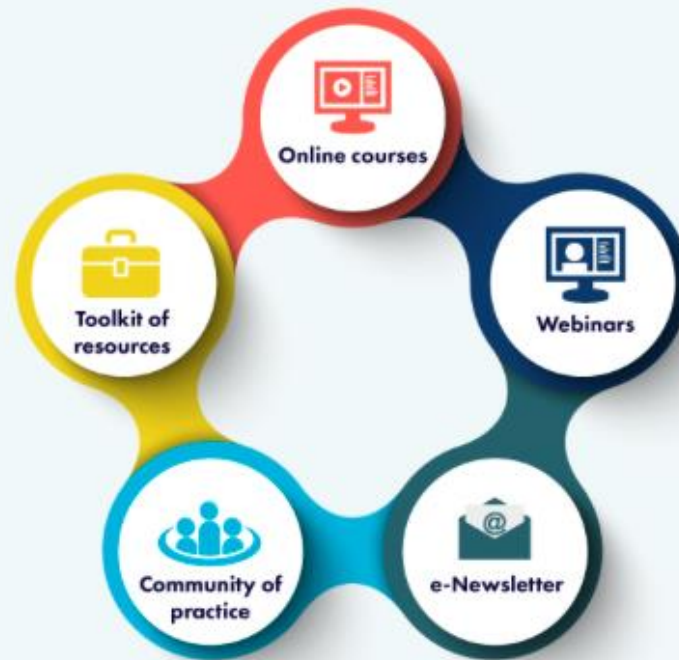 Online courses
Webinars
e-Newsletter
Community of
practice
Toolkit of
resources
@